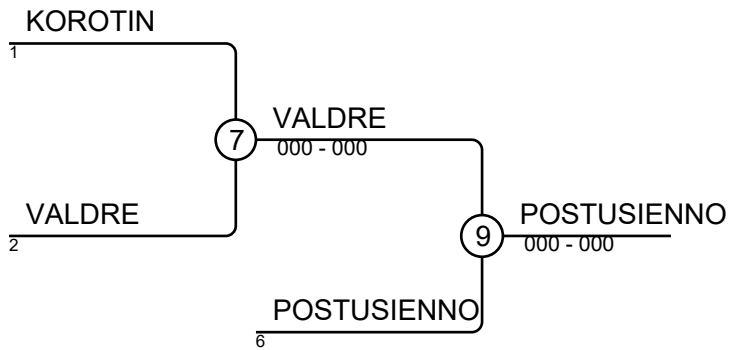 KOROTIN
1
7
VALDRE
000 - 000
VALDRE
2
9
POSTUSIENNO
000 - 000
POSTUSIENNO
6